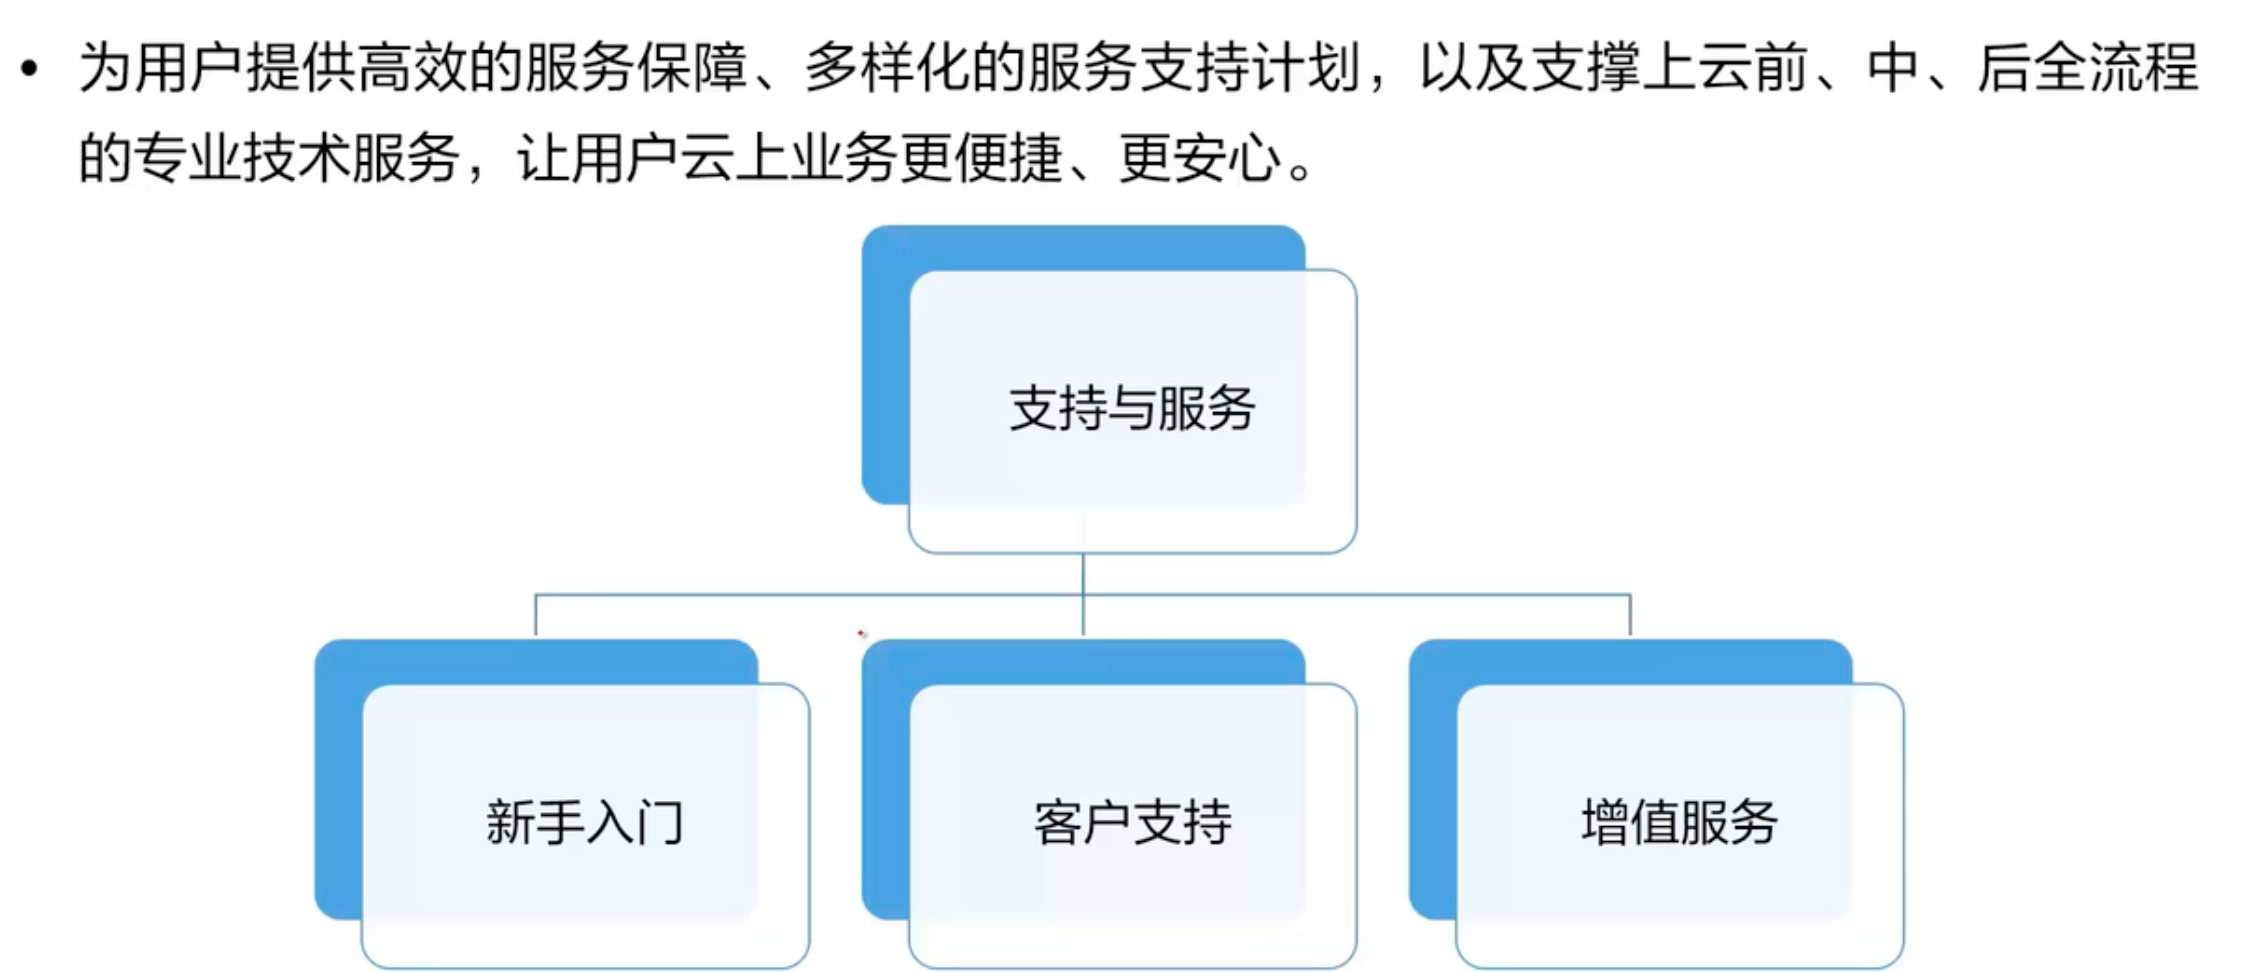 • 为用户提供高效的服务保障、多样化的服务支持计划，以及支撑上云前、中、后全流程
的专业技术服务，让用户云上业务更便捷、更安心。
支持与服务
新手入门
客户支持
增值服务